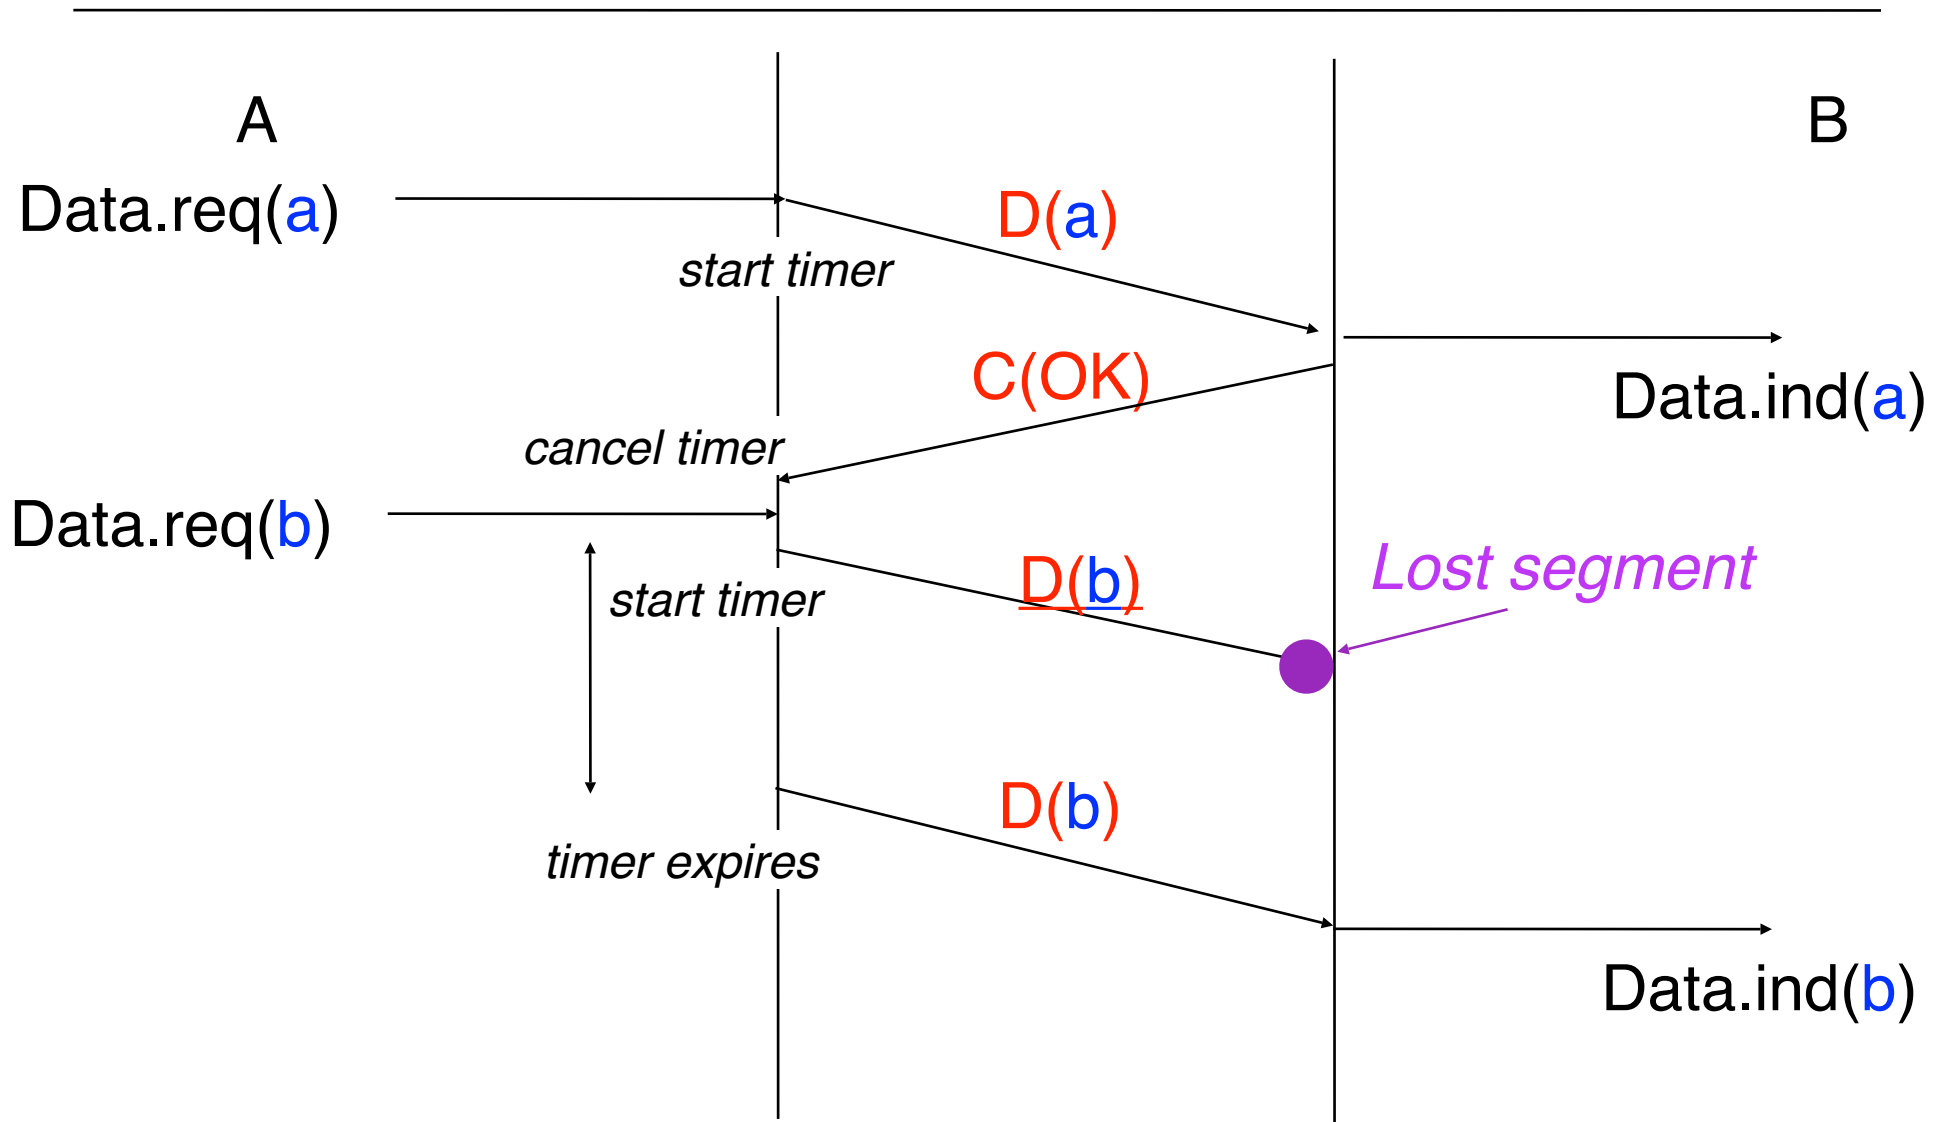 A
B
Data.req(a)
D(a)
start timer
C(OK)
Data.ind(a)
cancel timer
Data.req(b)
D(b)
Lost segment
start timer
D(b)
timer expires
Data.ind(b)